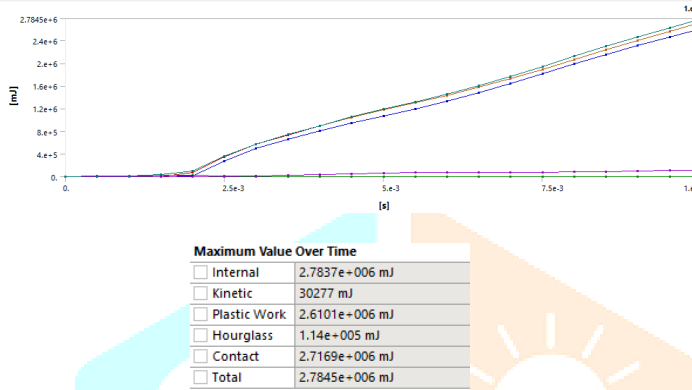 1.e
2.7845e+6
2.4e+6
2.e+6
1.6e+6
1.2e+6
8.e+5
4.e+5
0.
[mJ]
0. 2.5e-3 5.e-3 7.5e-3 1.e
[s]
Maximum Value Over Time
Internal 2.7837e+006 mJ
Kinetic 30277 mJ
Plastic Work 2.6101e+006 mJ
Hourglass 1.14e+005 mJ
Contact 2.7169e+006 mJ
Total 2.7845e+006 mJ